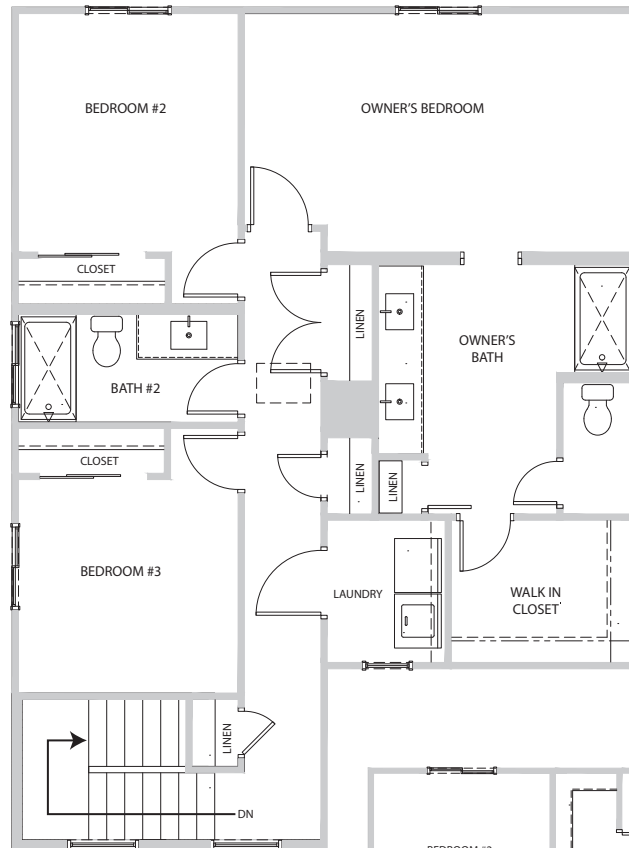 BEDROOM #2
OWNER'S BEDROOM
CLOSET
LINEN
OWNER'S
BATH
BATH #2
CLOSET
LINEN
LINEN
BEDROOM #3
LAUNDRY
WALK IN
CLOSET
LINEN
DN